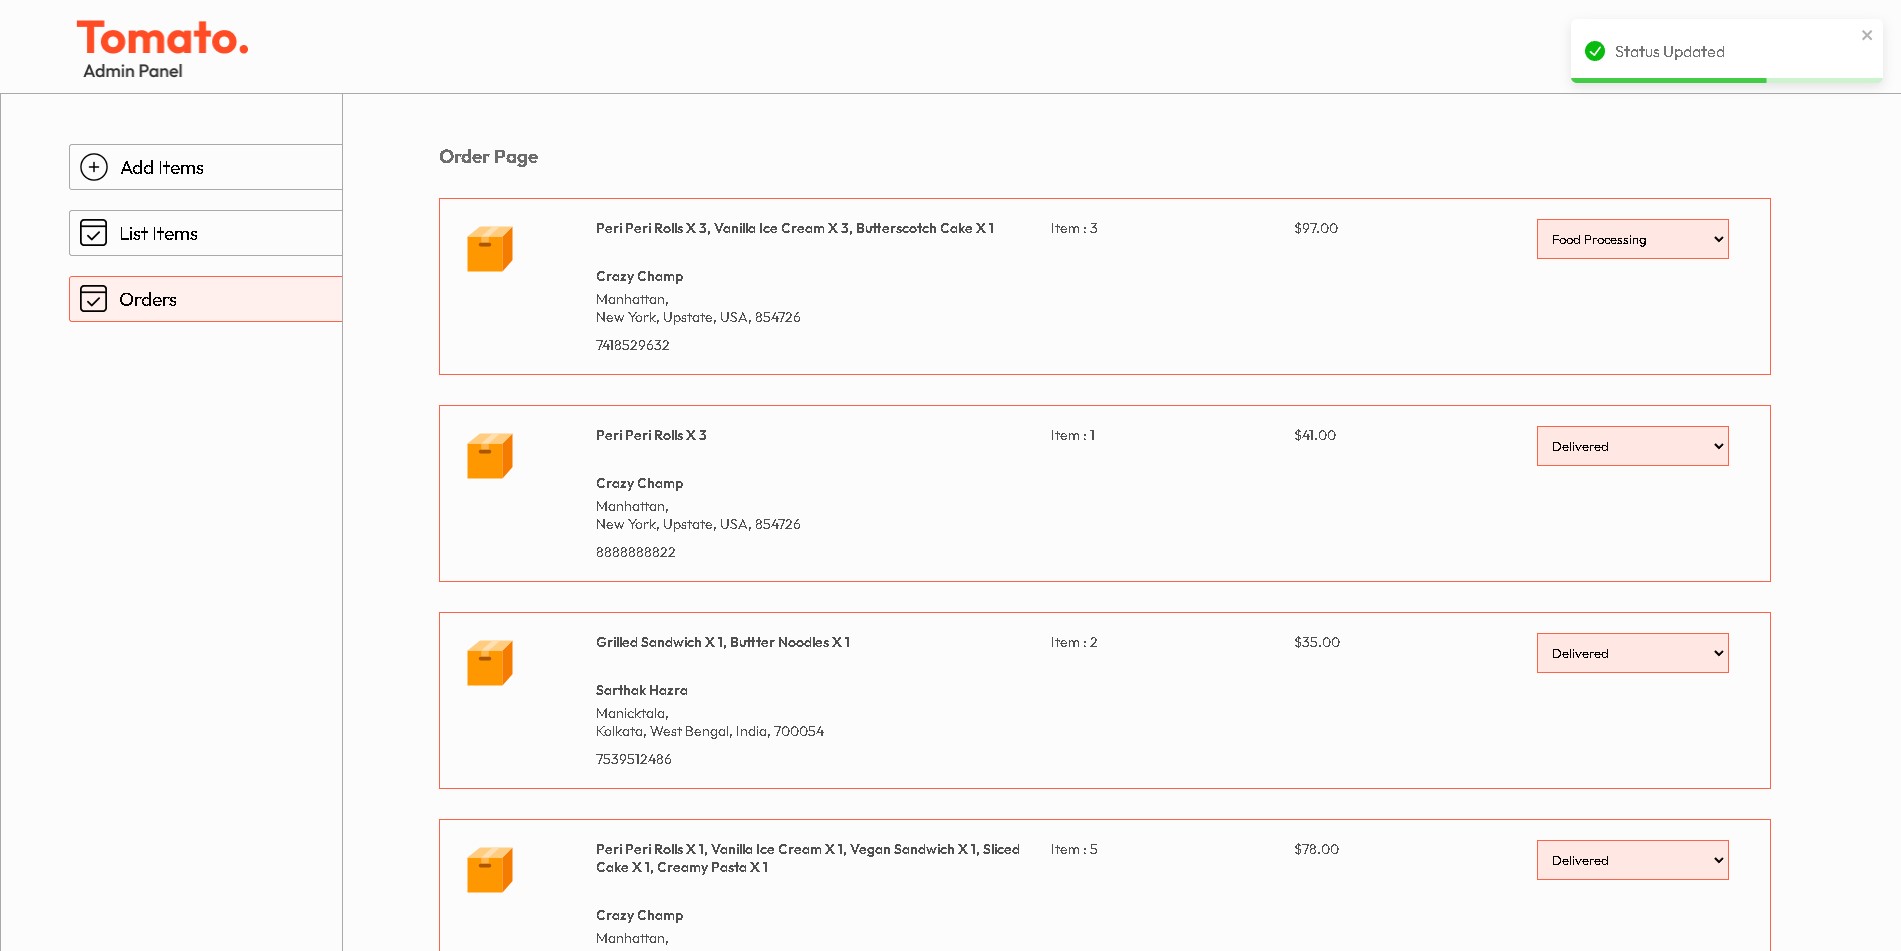 Tomato.
Admin Panel
Status Updated
Add Items
List Items
Orders
Order Page
Peri Peri Rolls X 3, Vanilla Ice Cream X 3, Butterscotch Cake X 1
Item : 3
$97.00
Food Processing
Crazy Champ
Manhattan,
New York, Upstate, USA, 854726
7418529632
Peri Peri Rolls X 3
Item : 1
$41.00
Delivered
Crazy Champ
Manhattan,
New York, Upstate, USA, 854726
8888888822
Grilled Sandwich X 1, Buttter Noodles X 1
Item : 2
$35.00
Delivered
Sarthak Hazra
Manicktala,
Kolkata, West Bengal, India, 700054
7539512486
Peri Peri Rolls X 1, Vanilla Ice Cream X 1, Vegan Sandwich X 1, Sliced
Cake X 1, Creamy Pasta X 1
Item : 5
$78.00
Delivered
Crazy Champ
Manhattan,